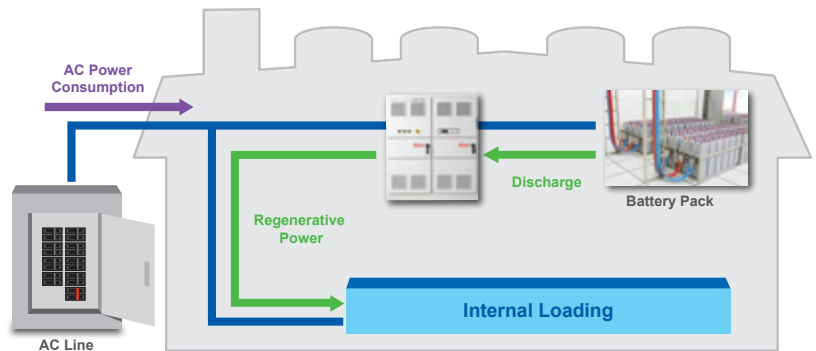 AC Power
Consumption
Discharge
Battery Pack
Regenerative
Power
Internal Loading
AC Line